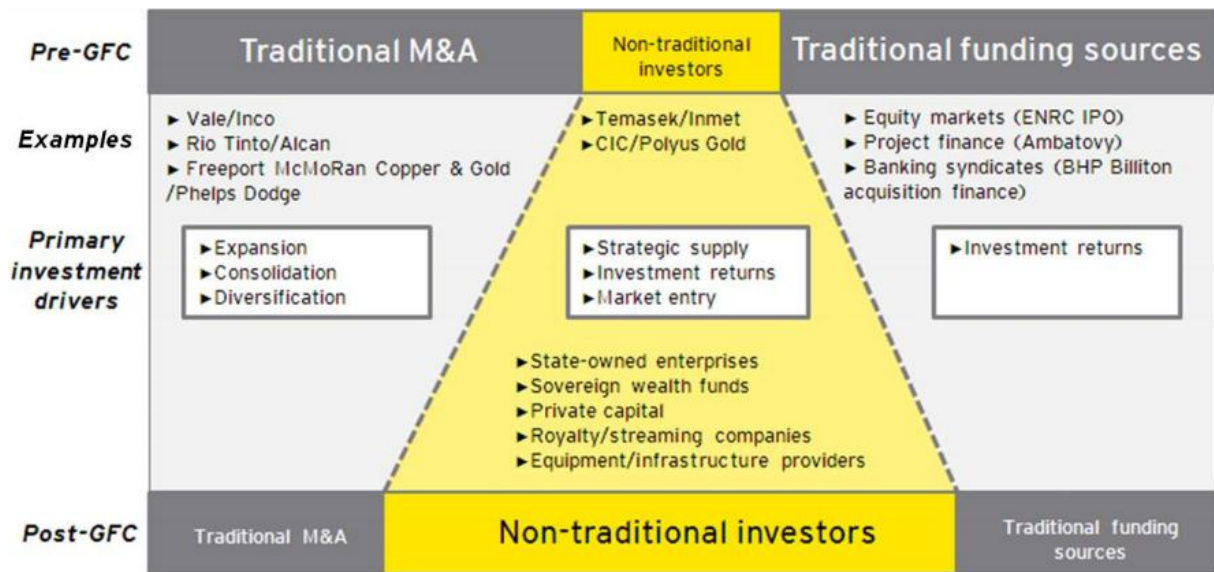 Pre-GFC
Traditional M&A
Non-traditional
investors
Traditional funding sources
Examples
► Vale/Inco
► Rio Tinto/Alcan
► Freeport McMoRan Copper & Gold
/Phelps Dodge
► Temasek/Inmet
► CIC/Polyus Gold
► Equity markets (ENRC IPO)
► Project finance (Ambatovy)
► Banking syndicates (BHP Billiton
acquisition finance)
Primary
investment
drivers
►Expansion
►Consolidation
►Diversification
►Strategic supply
►Investment returns
►Market entry
►Investment returns
►State-owned enterprises
►Sovereign wealth funds
►Private capital
►Royalty/streaming companies
►Equipment/infrastructure providers
Post-GFC
Traditional M&A
Non-traditional investors
Traditional funding
sources